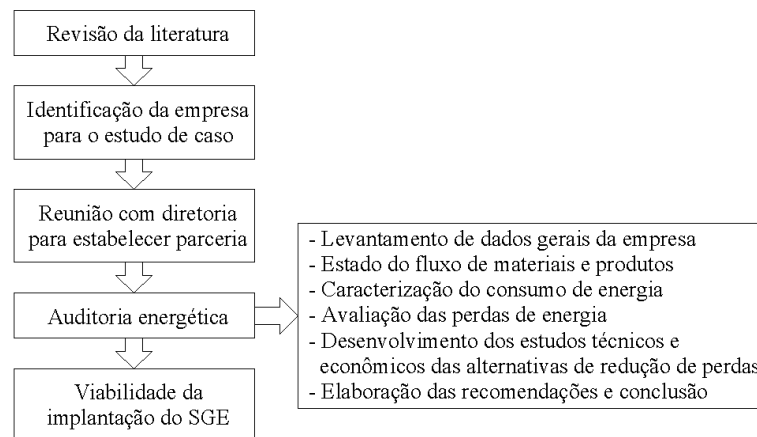 Revisão da literatura
Identificação da empresa
para o estudo de caso
Reunião com diretoria
para estabelecer parceria
Auditoria energética
- Levantamento de dados gerais da empresa
- Estado do fluxo de materiais e produtos
- Caracterização do consumo de energia
- Avaliação das perdas de energia
- Desenvolvimento dos estudos técnicos e
econômicos das alternativas de redução de perdas
- Elaboração das recomendações e conclusão
Viabilidade da
implantação do SGE